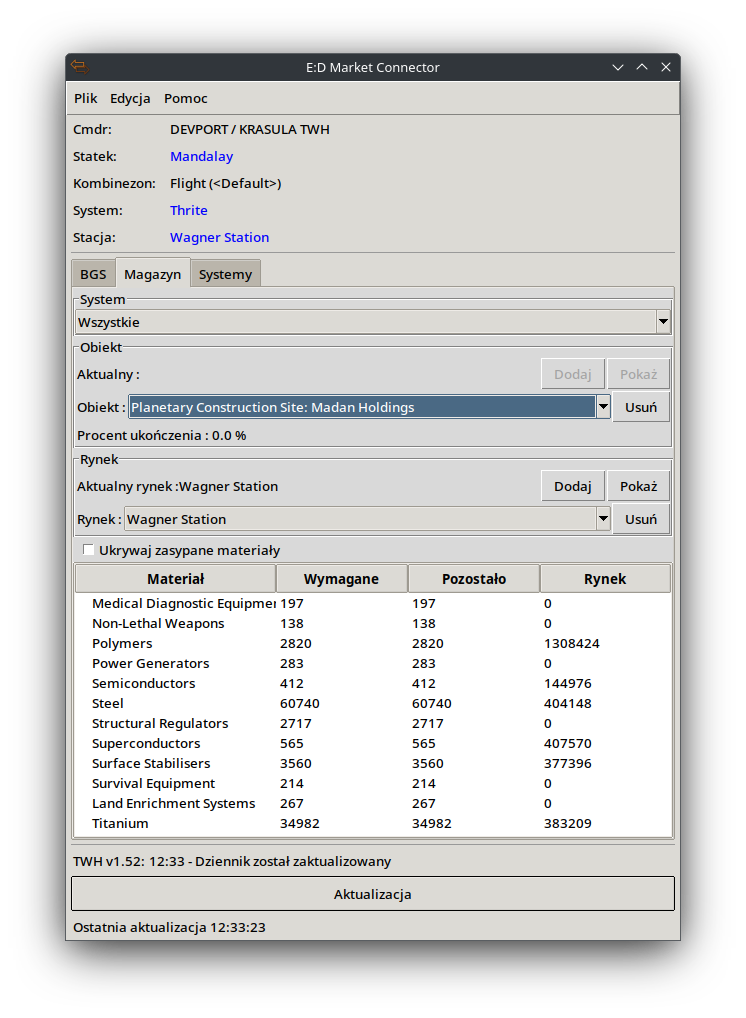 E:D Market Connector
Plik Edycja Pomoc
Cmdr: DEVPORT / KRASULA TWH
Statek: Mandalay
Kombinezon: Flight (<Default>)
System: Thrite
Stacja: Wagner Station
BGS Magazyn Systemy
System
Wszystkie
Obiekt
Aktualny : Dodaj Pokaż
Obiekt : Planetary Construction Site: Madan Holdings Usuń
Procent ukończenia : 0.0 %
Rynek
Aktualny rynek :Wagner Station Dodaj Pokaż
Rynek : Wagner Station Usuń
Ukrywaj zasypane materiały
Materiał Wymagane Pozostało Rynek
Medical Diagnostic Equipmer 197 197 0
Non-Lethal Weapons 138 138 0
Polymers 2820 2820 1308424
Power Generators 283 283 0
Semiconductors 412 412 144976
Steel 60740 60740 404148
Structural Regulators 2717 2717 0
Superconductors 565 565 407570
Surface Stabilisers 3560 3560 377396
Survival Equipment 214 214 0
Land Enrichment Systems 267 267 0
Titanium 34982 34982 383209
TWH v1.52: 12:33 - Dziennik został zaktualizowany
Aktualizacja
Ostatnia aktualizacja 12:33:23